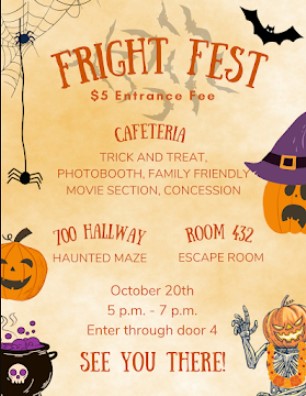 FRIGHT FEST
$5 Entrance Fee
CAFETERIA
TRICK AND TREAT,
PHOTOBOOTH, FAMILY FRIENDLY
MOVIE SECTION, CONCESSION
700 HALLWAY
HAUNTED MAZE
ROOM 432
ESCAPE ROOM
October 20th
5 p.m. - 7 p.m.
Enter through door 4
SEE YOU THERE!